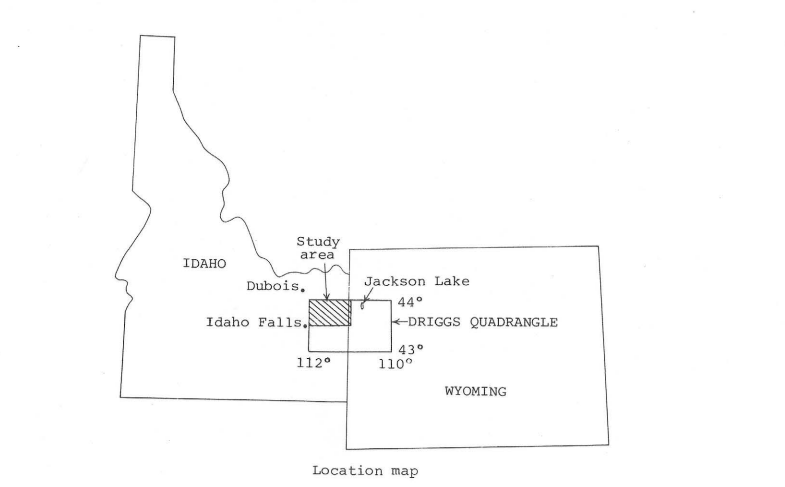 Study
area
IDAHO
Dubois.
Jackson Lake
44°
Idaho Falls.
DRIGGS QUADRANGLE
43°
112°
110°
WYOMING
Location map